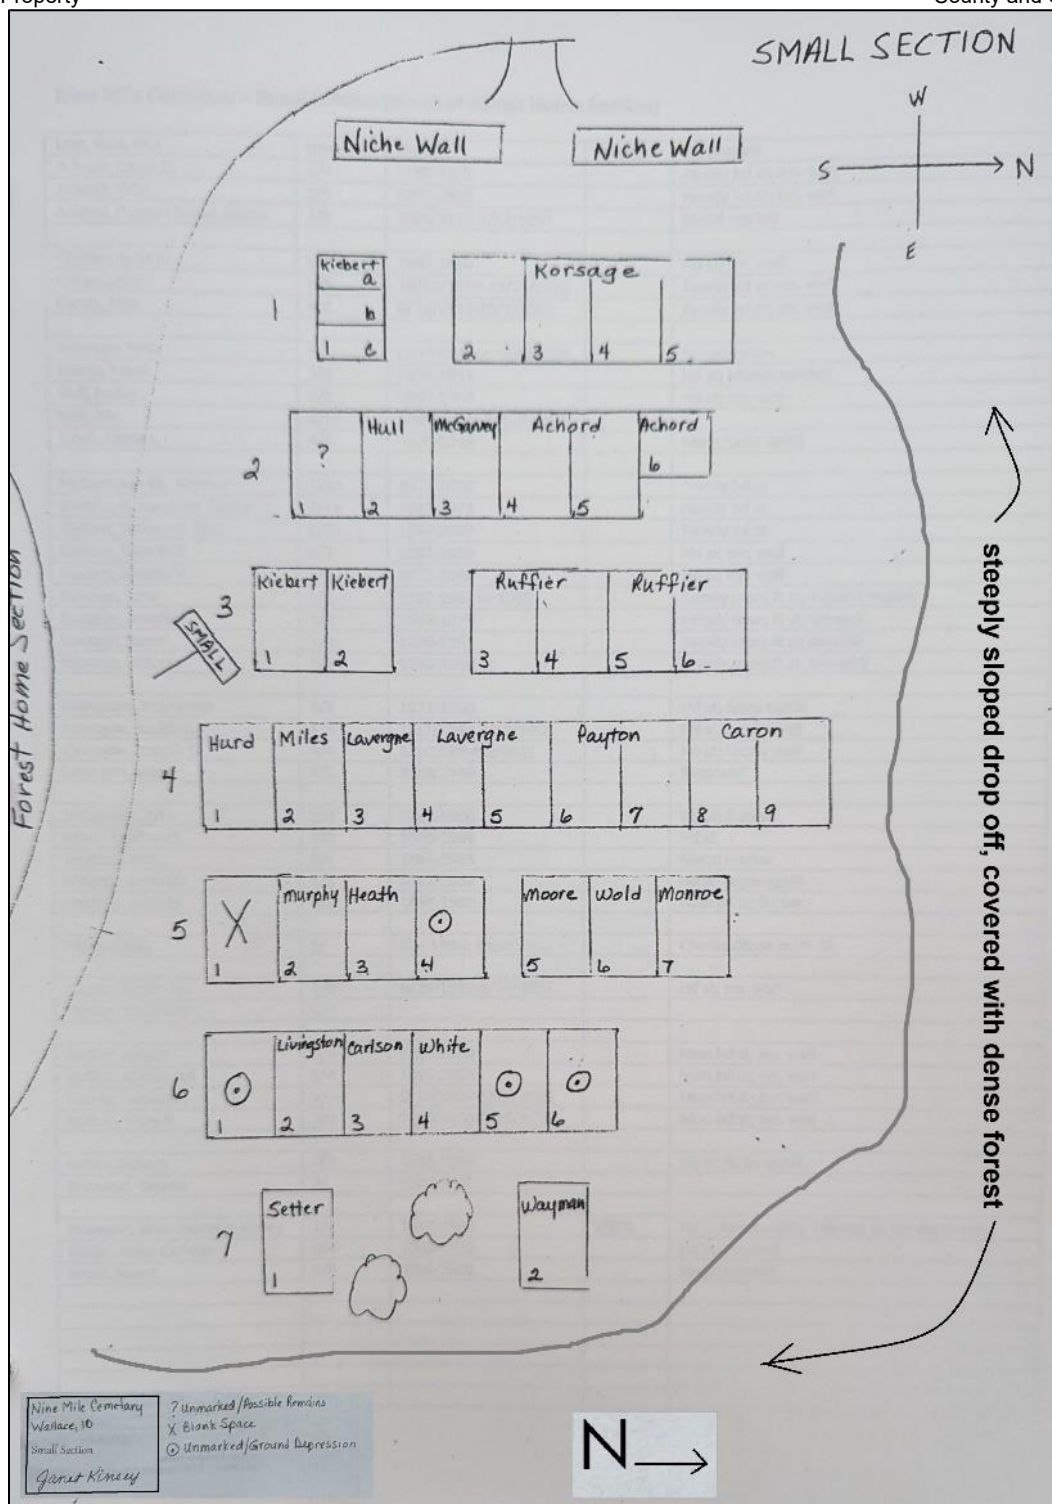 Property
County and
SMALL SECTION
W
S N
E
Niche Wall Niche Wall
Kiebert Korsage
a
b
1
1 c 2 3 4 5
Hull McGarvey Achord Achord
?
2
6
1 2 3 4 5
Kiebert Kiebert Ruffier Ruffier
3
SMALL
1 2 3 4 5 6
Forest Home Section
Hurd Miles Lavergne Lavergne Payton Caron
4
1 2 3 4 5 6 7 8 9
murphy Heath Moore Wold Monroe
5 X
1 2 3 4 5 6 7
Livingston Carlson White
6
1 2 3 4 5 6
Setter Wayman
7
1 2
steeply sloped drop off, covered with dense forest
Nine Mile Cemetary
Wallace, ID
Small Section
Janet Kinsey
? Unmarked/Possible Remains
X Blank Space
Unmarked/Ground Depression
N